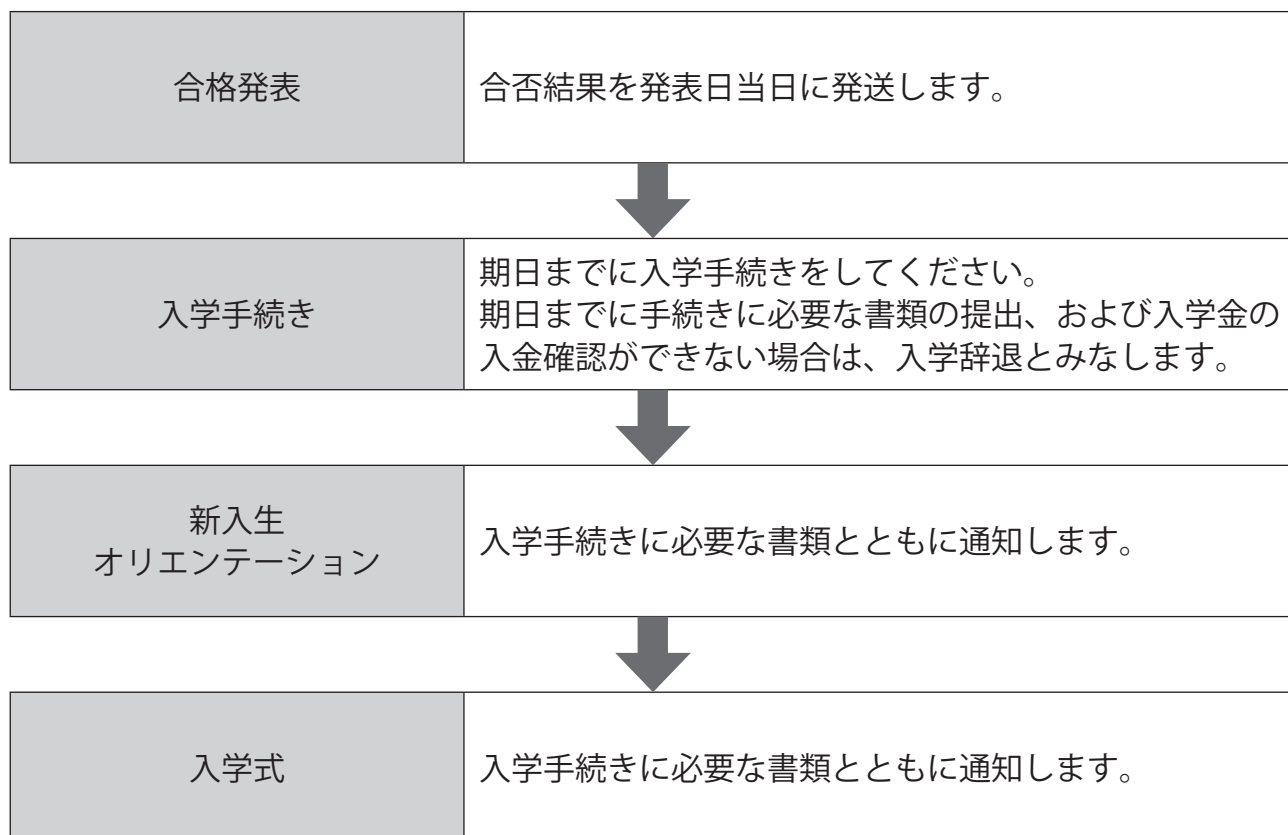 合格発表
合否結果を発表日当日に発送します。
入学手続き
期日までに入学手続きをしてください。
期日までに手続きに必要な書類の提出、および入学金の
入金確認ができない場合は、入学辞退とみなします。
新入生
オリエンテーション
入学手続きに必要な書類とともに通知します。
入学式
入学手続きに必要な書類とともに通知します。